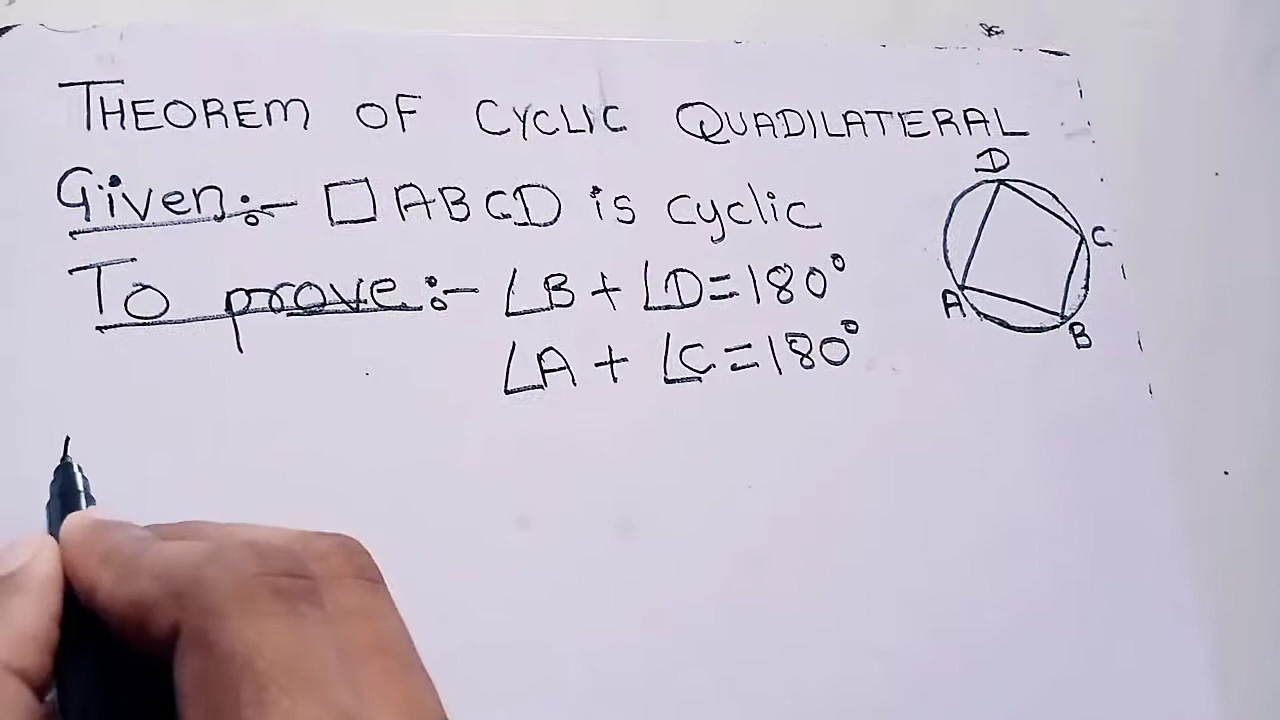 THEOREM OF CYCLIC QUADILATERAL
Given:- □ABCD is cyclic
To prove:- ∠B + ∠D = 180°
∠A + ∠C = 180°
D
C
A
B